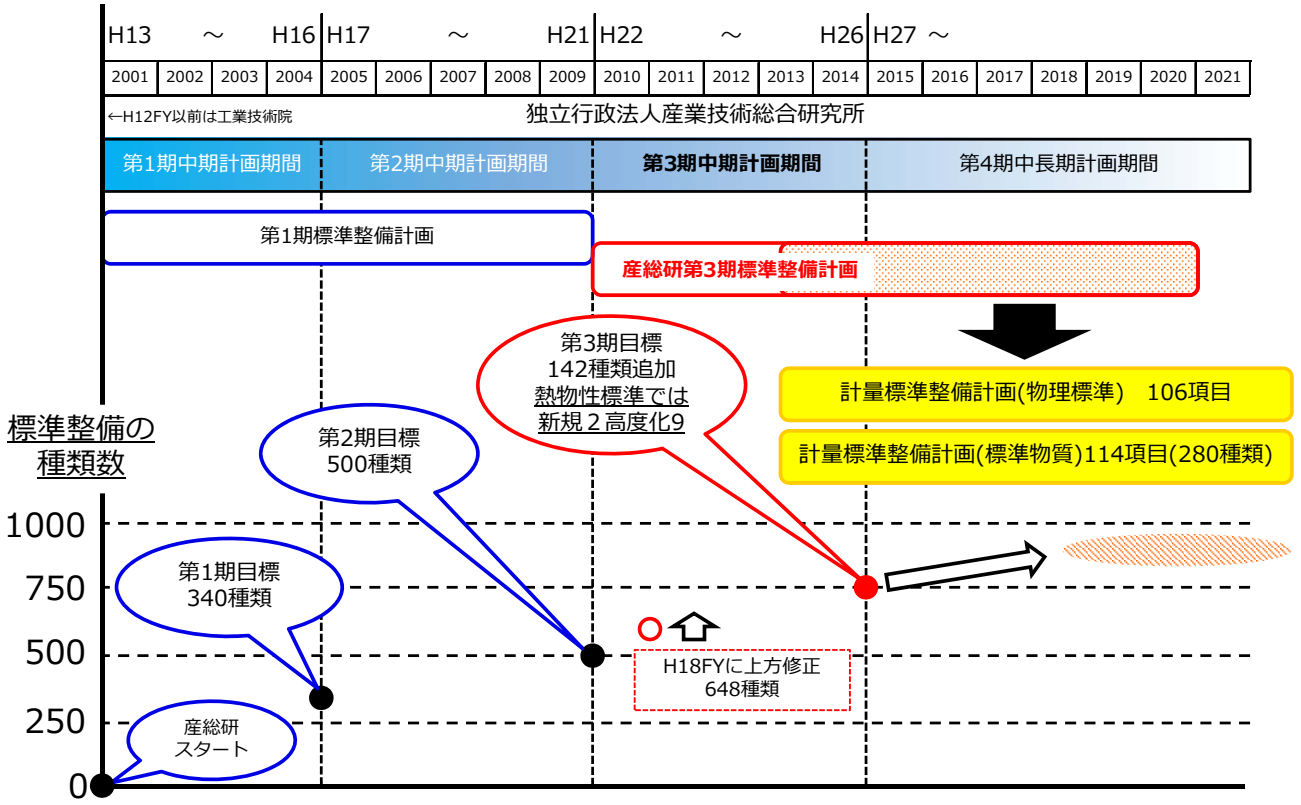 H13 ～ H16 H17 ～ H21 H22 ～ H26 H27 ～
2001 2002 2003 2004 2005 2006 2007 2008 2009 2010 2011 2012 2013 2014 2015 2016 2017 2018 2019 2020 2021
←H12FY以前は工業技術院
独立行政法人産業技術総合研究所
第1期中期計画期間 第2期中期計画期間 第3期中期計画期間 第4期中長期計画期間
第1期標準整備計画
産総研第3期標準整備計画
第3期目標
142種類追加
熱物性標準では
新規２高度化9
計量標準整備計画(物理標準)　106項目
計量標準整備計画(標準物質)114項目(280種類)
標準整備の
種類数
第2期目標
500種類
1000
第1期目標
340種類
750
500
H18FYに上方修正
648種類
250
産総研
スタート
0